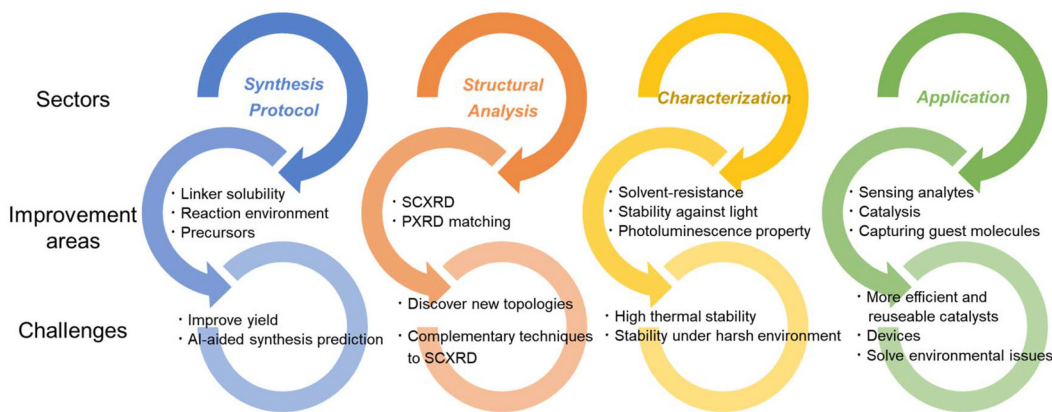 Sectors
Synthesis
Protocol
Structural
Analysis
Characterization
Application
Improvement
areas
・Linker solubility
・Reaction environment
・Precursors
・SCXRD
・PXRD matching
・Solvent-resistance
・Stability against light
・Photoluminescence property
・Sensing analytes
・Catalysis
・Capturing guest molecules
Challenges
・Improve yield
・AI-aided synthesis prediction
・Discover new topologies
・Complementary techniques
to SCXRD
・High thermal stability
・Stability under harsh environment
・More efficient and
reuseable catalysts
・Devices
・Solve environmental issues